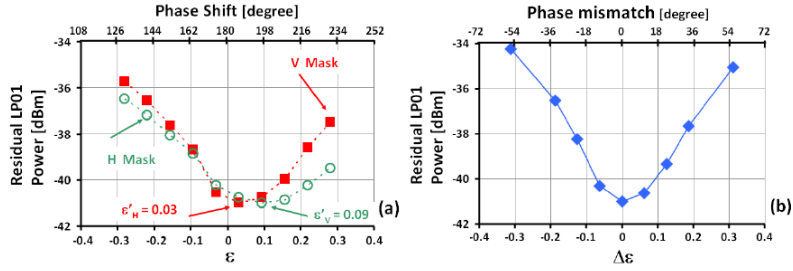 Phase Shift [degree]
108 126 144 162 180 198 216 234 252
-34
-36
-38
-40
-42
Residual LP01
Power [dBm]
V Mask
H Mask
ε'H = 0.03
ε'V = 0.09
(a)
-0.4 -0.3 -0.2 -0.1 0 0.1 0.2 0.3 0.4
ε
Phase mismatch [degree]
-72 -54 -36 -18 0 18 36 54 72
-34
-36
-38
-40
-42
Residual LP01
Power [dBm]
(b)
-0.4 -0.3 -0.2 -0.1 0 0.1 0.2 0.3 0.4
Δε